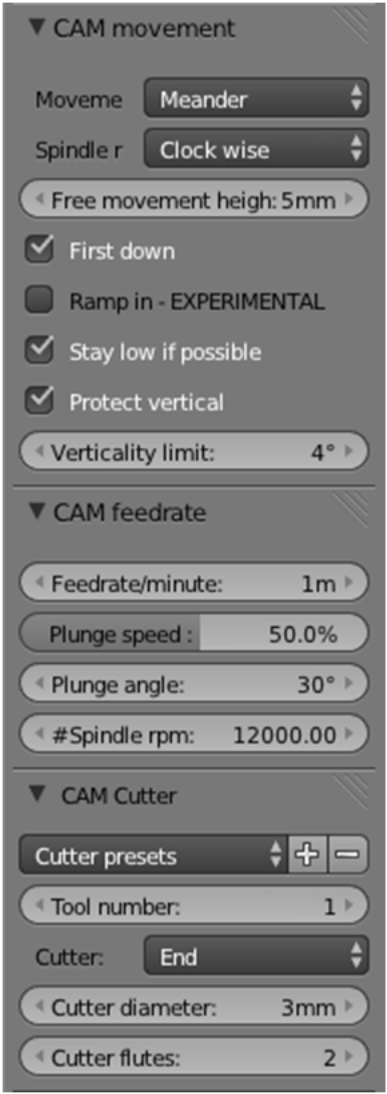 CAM movement
Moveme Meander
Spindle r Clock wise
Free movement heigh: 5mm
First down
Ramp in - EXPERIMENTAL
Stay low if possible
Protect vertical
Verticality limit: 4°
CAM feedrate
Feedrate/minute: 1m
Plunge speed : 50.0%
Plunge angle: 30°
#Spindle rpm: 12000.00
CAM Cutter
Cutter presets
Tool number: 1
Cutter: End
Cutter diameter: 3mm
Cutter flutes: 2